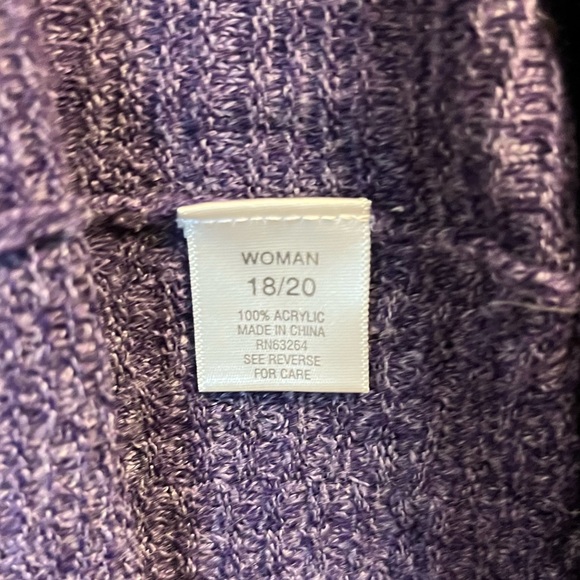 WOMAN
18/20
100% ACRYLIC
MADE IN CHINA
RN63264
SEE REVERSE
FOR CARE